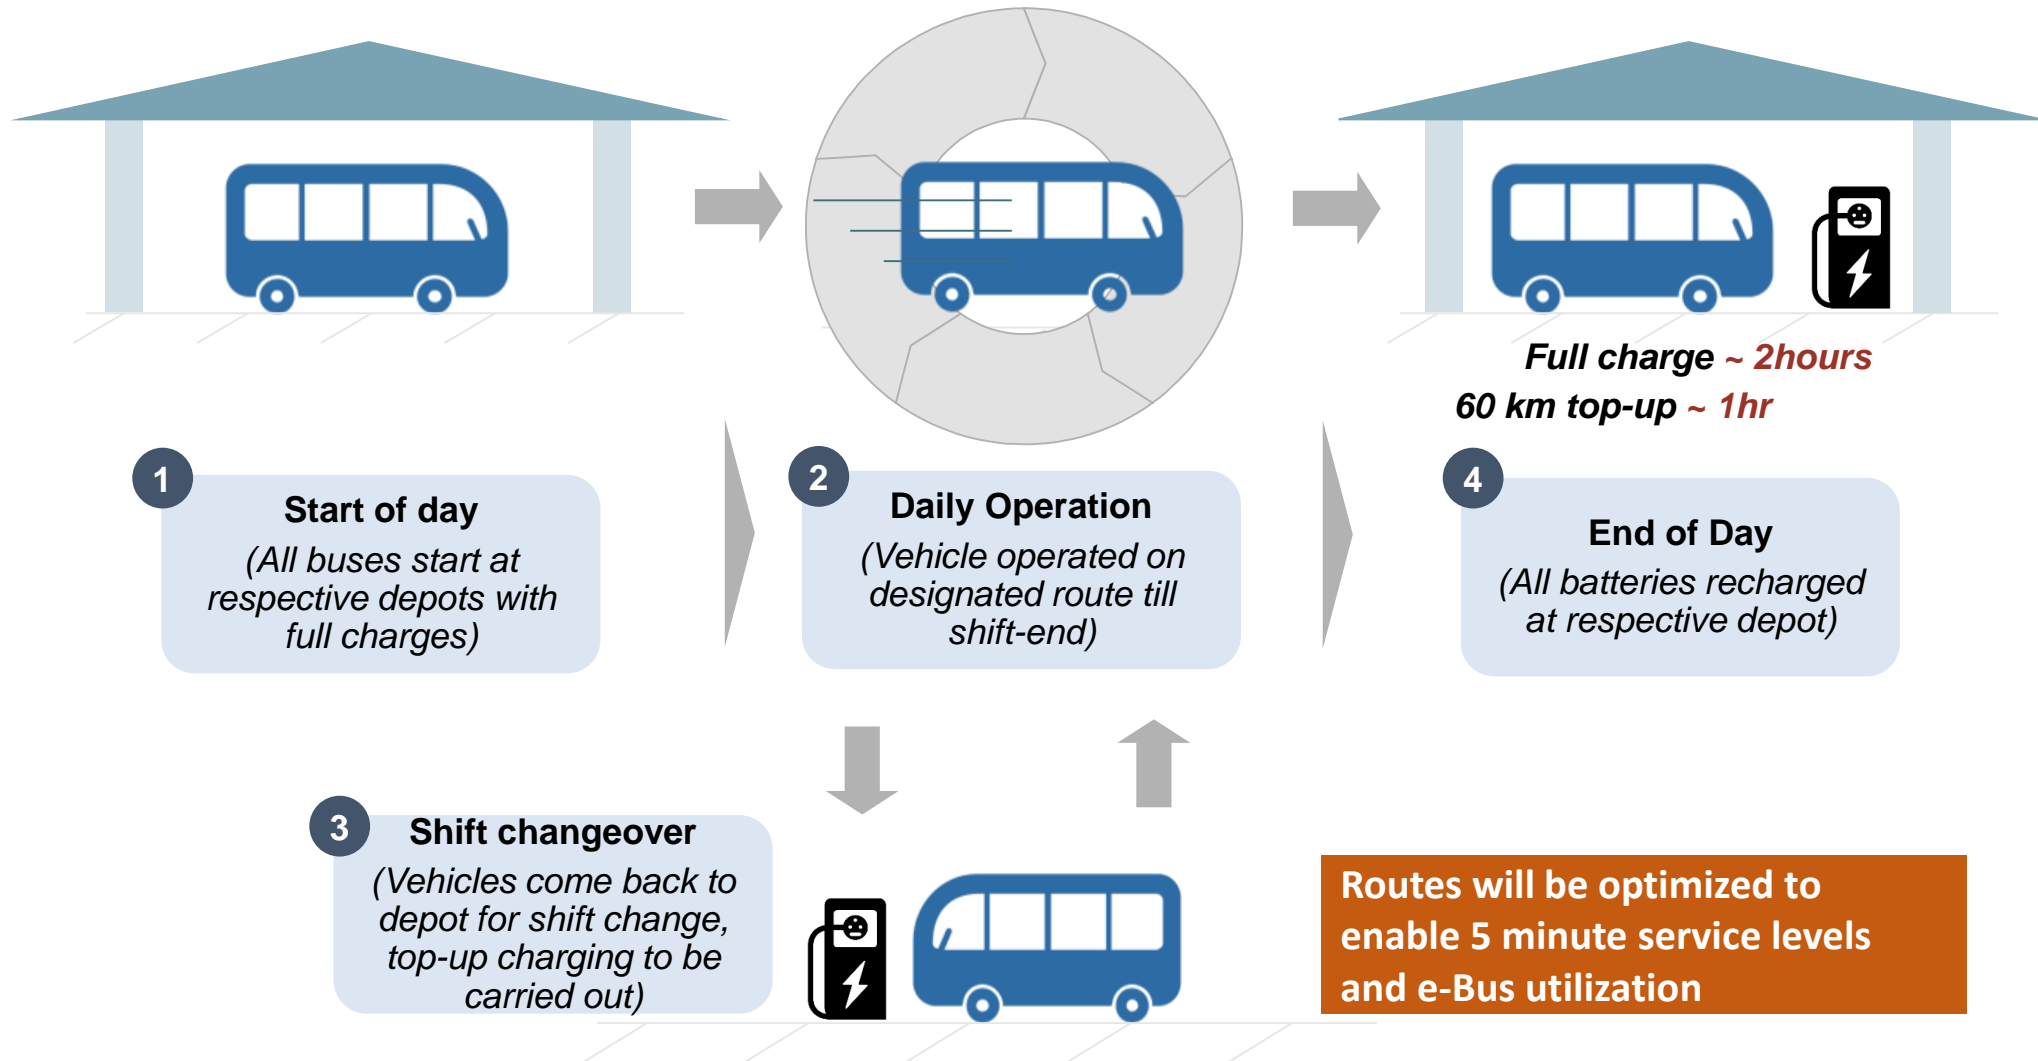 Full charge ~ 2hours
60 km top-up ~ 1hr
1
Start of day
(All buses start at
respective depots with
full charges)
2
Daily Operation
(Vehicle operated on
designated route till
shift-end)
4
End of Day
(All batteries recharged
at respective depot)
3
Shift changeover
(Vehicles come back to
depot for shift change,
top-up charging to be
carried out)
Routes will be optimized to
enable 5 minute service levels
and e-Bus utilization